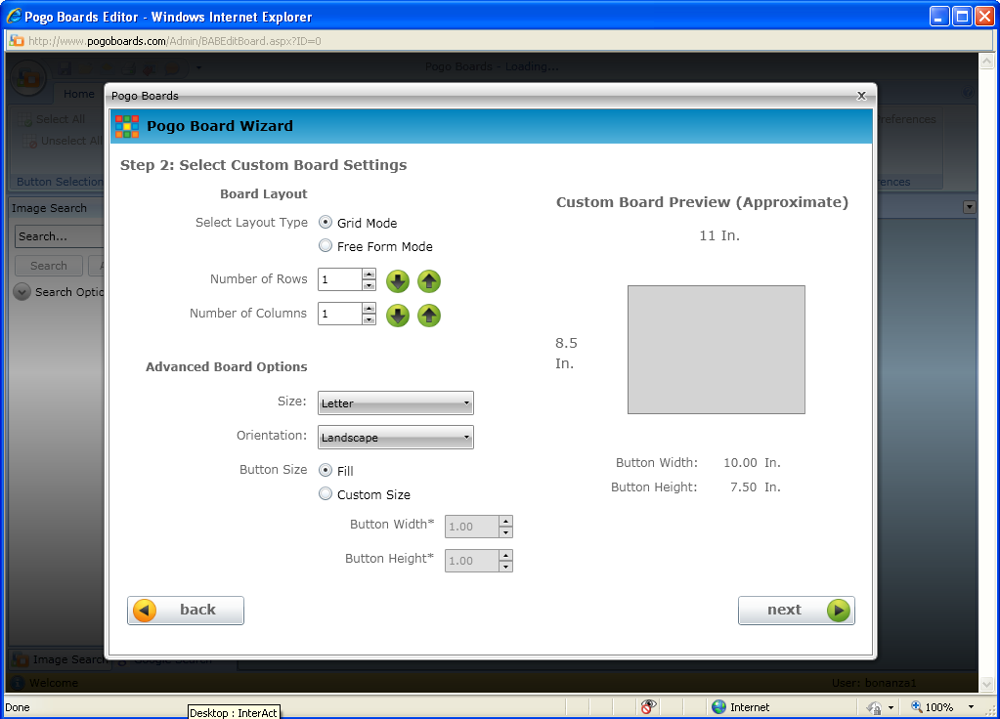 Pogo Boards Editor - Windows Internet Explorer
http://www.pogoboards.com/Admin/BABEditBoard.aspx?ID=0
Pogo Boards - Loading...
Home
Select All
Unselect All
Button Selection
Preferences
Image Search
Search...
Search
Search Optio
Pogo Boards
x
Pogo Board Wizard
Step 2: Select Custom Board Settings
Board Layout
Select Layout Type
Grid Mode
Free Form Mode
Number of Rows 1
Number of Columns 1
Advanced Board Options
Size: Letter
Orientation: Landscape
Button Size
Fill
Custom Size
Button Width* 1.00
Button Height* 1.00
Custom Board Preview (Approximate)
11 In.
8.5
In.
Button Width: 10.00 In.
Button Height: 7.50 In.
back
next
Image Search
Google Search
Welcome
User: bonanza1
Done
Desktop : InterAct
Internet
100%